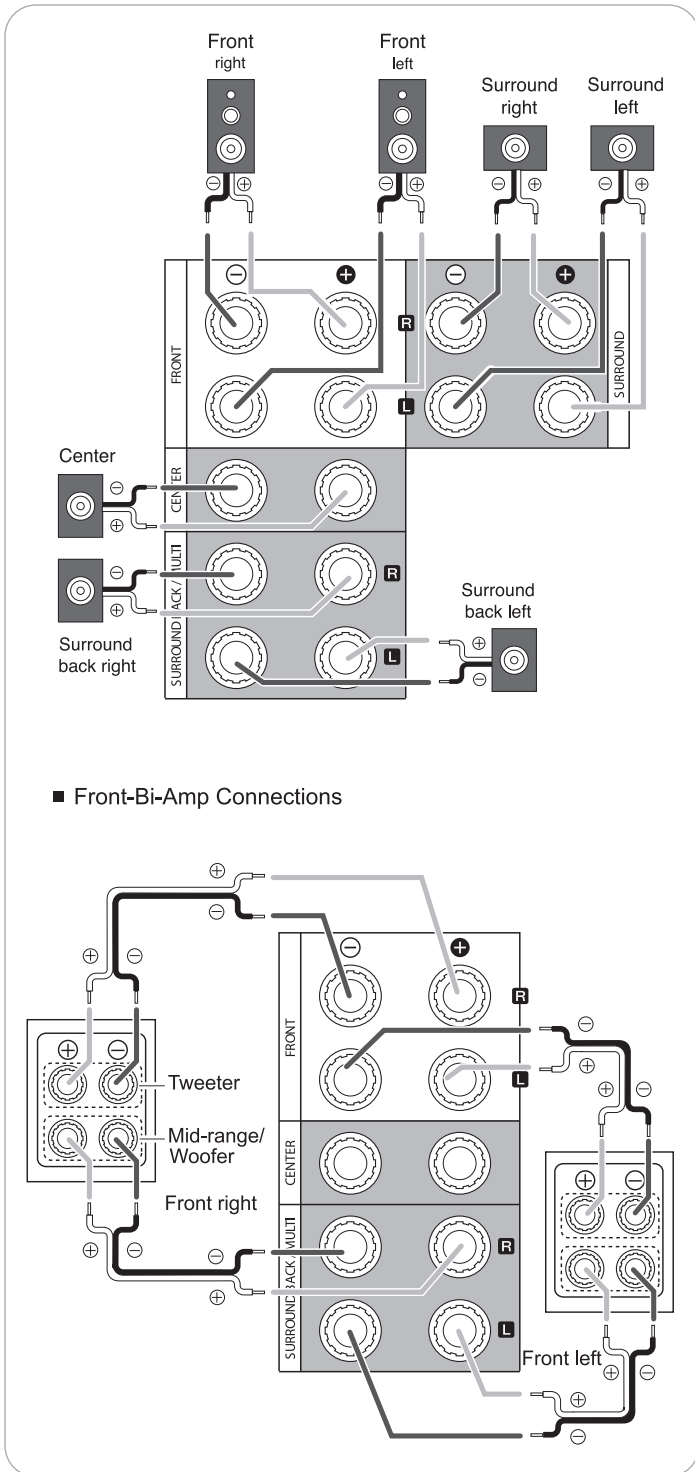 Front
right
Front
left
Surround
right
Surround
left
⊖ ⊕ ⊖ ⊕ ⊖ ⊕ ⊖ ⊕
⊖ ⊕ ⊖ ⊕
FRONT
R
L
SURROUND
Center
⊖
⊕
CENTER
⊖
⊕
SURROUND BACK / MULTI
R
L
Surround
back right
Surround
back left
⊕
⊖
■ Front-Bi-Amp Connections
⊕
⊖
⊕ ⊖
⊖ ⊕
FRONT
R
L
⊖
⊕
⊕ ⊖
⊕ ⊖
Tweeter
Mid-range/
Woofer
Front right
CENTER
⊕ ⊖
⊕ ⊖
⊖
⊕
SURROUND BACK / MULTI
R
L
Front left
⊕ ⊖
⊕
⊖